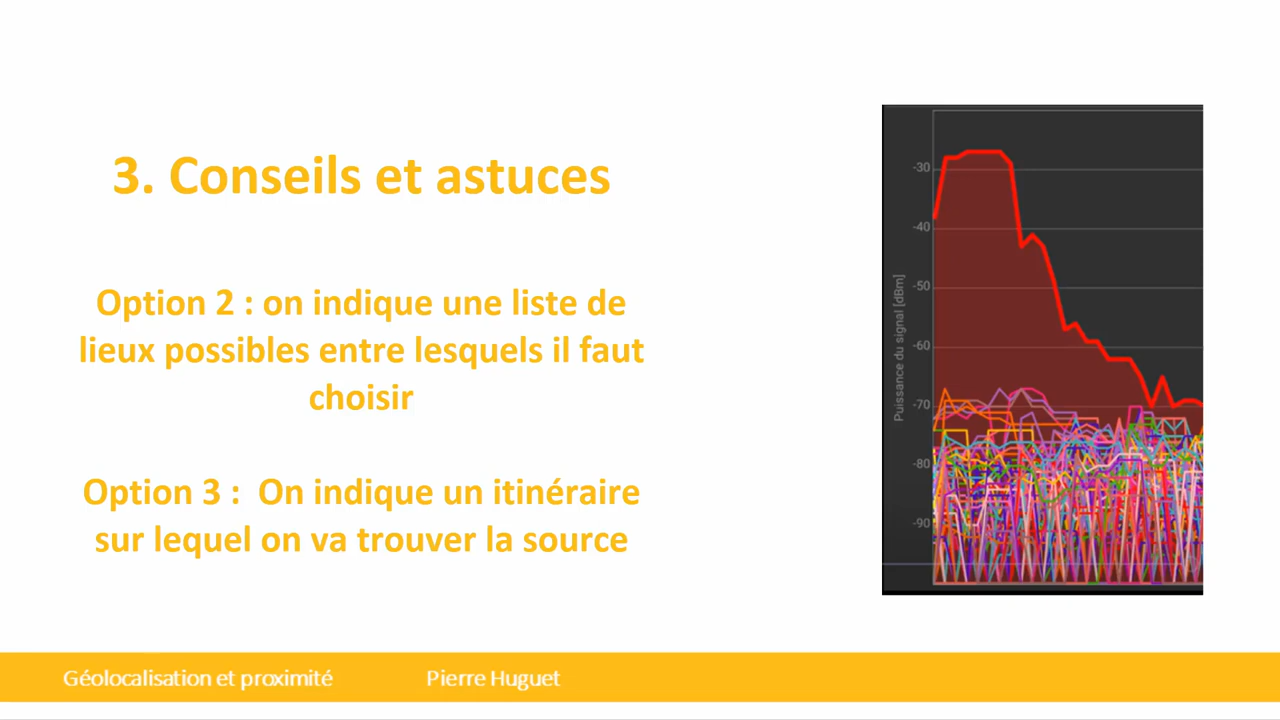 3. Conseils et astuces
Option 2 : on indique une liste de
lieux possibles entre lesquels il faut
choisir
Option 3 :  On indique un itinéraire
sur lequel on va trouver la source
Puissance du signal [dBm]
-30
-40
-50
-60
-70
-80
-90
Géolocalisation et proximité
Pierre Huguet